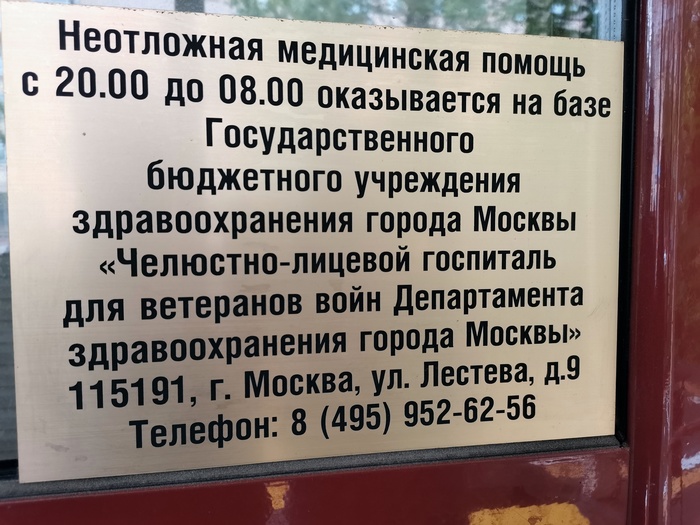 Неотложная медицинская помощь
с 20.00 до 08.00 оказывается на базе
Государственного
бюджетного учреждения
здравоохранения города Москвы
«Челюстно-лицевой госпиталь
для ветеранов войн Департамента
здравоохранения города Москвы»
115191, г. Москва, ул. Лестева, д.9
Телефон: 8 (495) 952-62-56